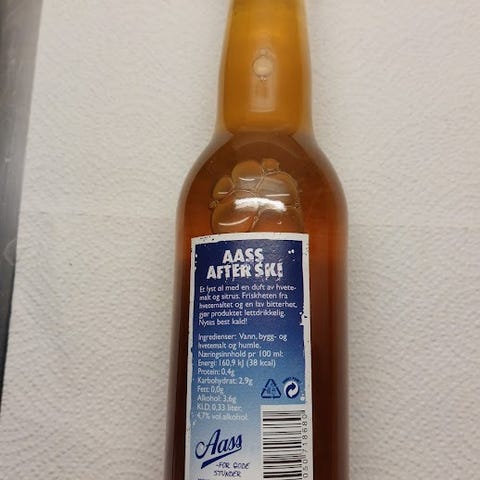 AASS
AFTER SKI
Et lyst øl med en duft av hvete-
malt og sitrus. Friskheten fra
hvetemaltet og en lav bitterhet,
gjør produktet lettdrikkelig.
Nytes best kald!
Ingredienser: Vann, bygg- og
hvetemalt og humle.
Næringsinnhold pr 100 ml:
Energi: 160,9 kJ (38 kcal)
Protein: 0,4g
Karbohydrat: 2,9g
Fett: 0,0g
Alkohol: 3,6g
Kl.D, 0,33 liter.
4,7% vol.alkohol
Aass
-FOR GODE
STUNDER
050 718680